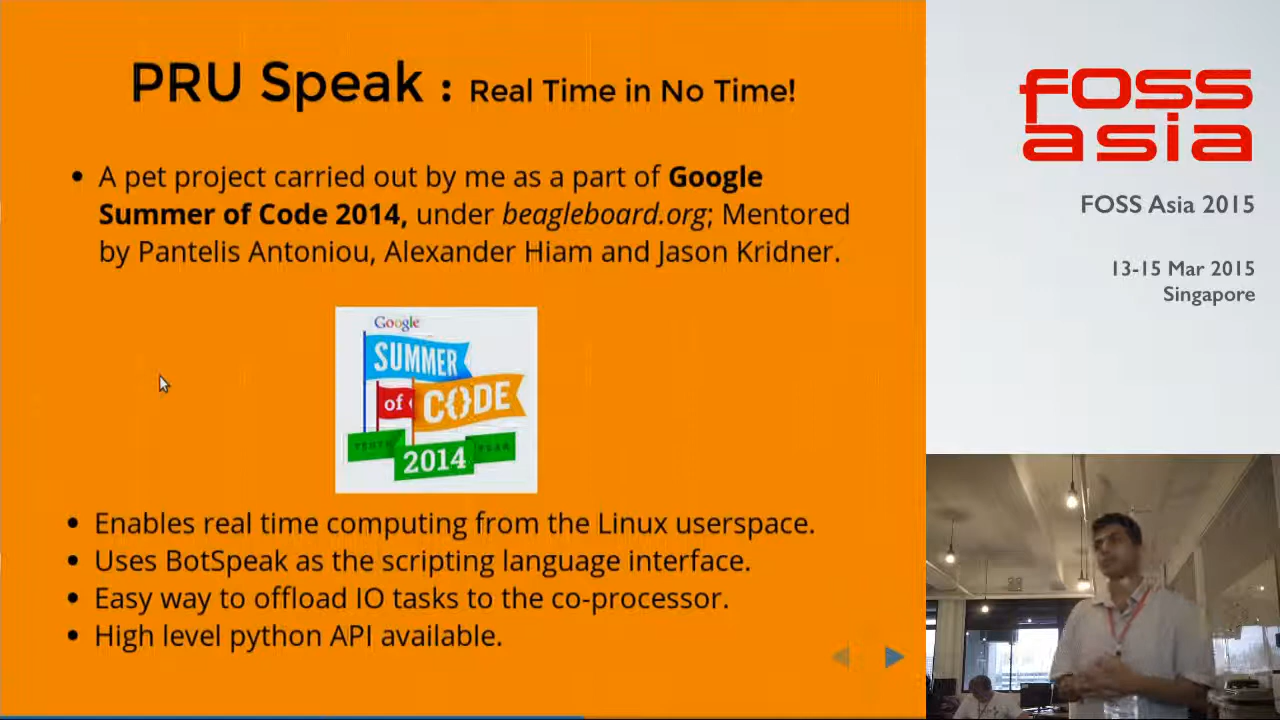 PRU Speak : Real Time in No Time!
A pet project carried out by me as a part of Google
Summer of Code 2014, under beagleboard.org; Mentored
by Pantelis Antoniou, Alexander Hiam and Jason Kridner.
Google
SUMMER
of CODE
TENTH YEAR
2014
Enables real time computing from the Linux userspace.
Uses BotSpeak as the scripting language interface.
Easy way to offload IO tasks to the co-processor.
High level python API available.
FOSS
asia
FOSS Asia 2015
13-15 Mar 2015
Singapore